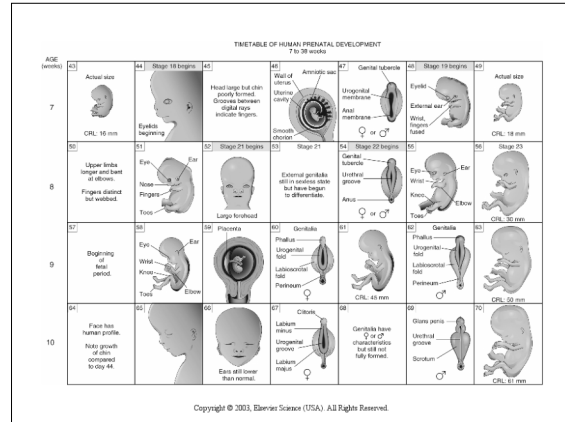 TIMETABLE OF HUMAN PRENATAL DEVELOPMENT
7 to 38 weeks
AGE
(weeks)
7
43
Actual size
CRL: 16 mm
44
Stage 18 begins
Eyelids
beginning
45
Head large but chin
poorly formed.
Grooves between
digital rays
indicate fingers.
46
Wall of
uterus
Uterine
cavity
Amniotic sac
Smooth
chorion
47
Genital tubercle
Urogenital
membrane
Anal
membrane
♀ or ♂
48
Stage 19 begins
Eyelid
External ear
Wrist,
fingers
fused
49
Actual
size
CRL: 18 mm
8
50
Upper limbs
longer and bent
at elbows.
Fingers distinct
but webbed.
51
Eye
Ear
Nose
Fingers
Toes
52
Stage 21 begins
Large forehead
53
Stage 21
External genitalia
still in sexless state
but have begun
to differentiate.
54
Stage 22 begins
Genital
tubercle
Urethral
groove
Anus
♀ or ♂
55
Eye
Ear
Wrist
Knee
Elbow
Toes
56
Stage 23
CRL: 30 mm
9
57
Beginning
of
fetal
period.
58
Eye
Ear
Wrist
Knee
Toes
Elbow
59
Placenta
60
Genitalia
Phallus
Urogenital
fold
Labioscrotal
fold
Perineum
♀
61
CRL: 45 mm
62
Genitalia
Phallus
Urogenital
fold
Labioscrotal
fold
Perineum
♂
63
CRL: 50 mm
10
64
Face has
human profile.
Note growth
of chin
compared
to day 44.
65
66
Ears still lower
than normal.
67
Clitoris
Labium
minus
Urogenital
groove
Labium
majus
♀
68
Genitalia have
♀ or ♂
characteristics
but still not
fully formed.
69
Glans penis
Urethral
groove
Scrotum
♂
70
CRL: 61 mm
Copyright © 2003, Elsevier Science (USA). All Rights Reserved.